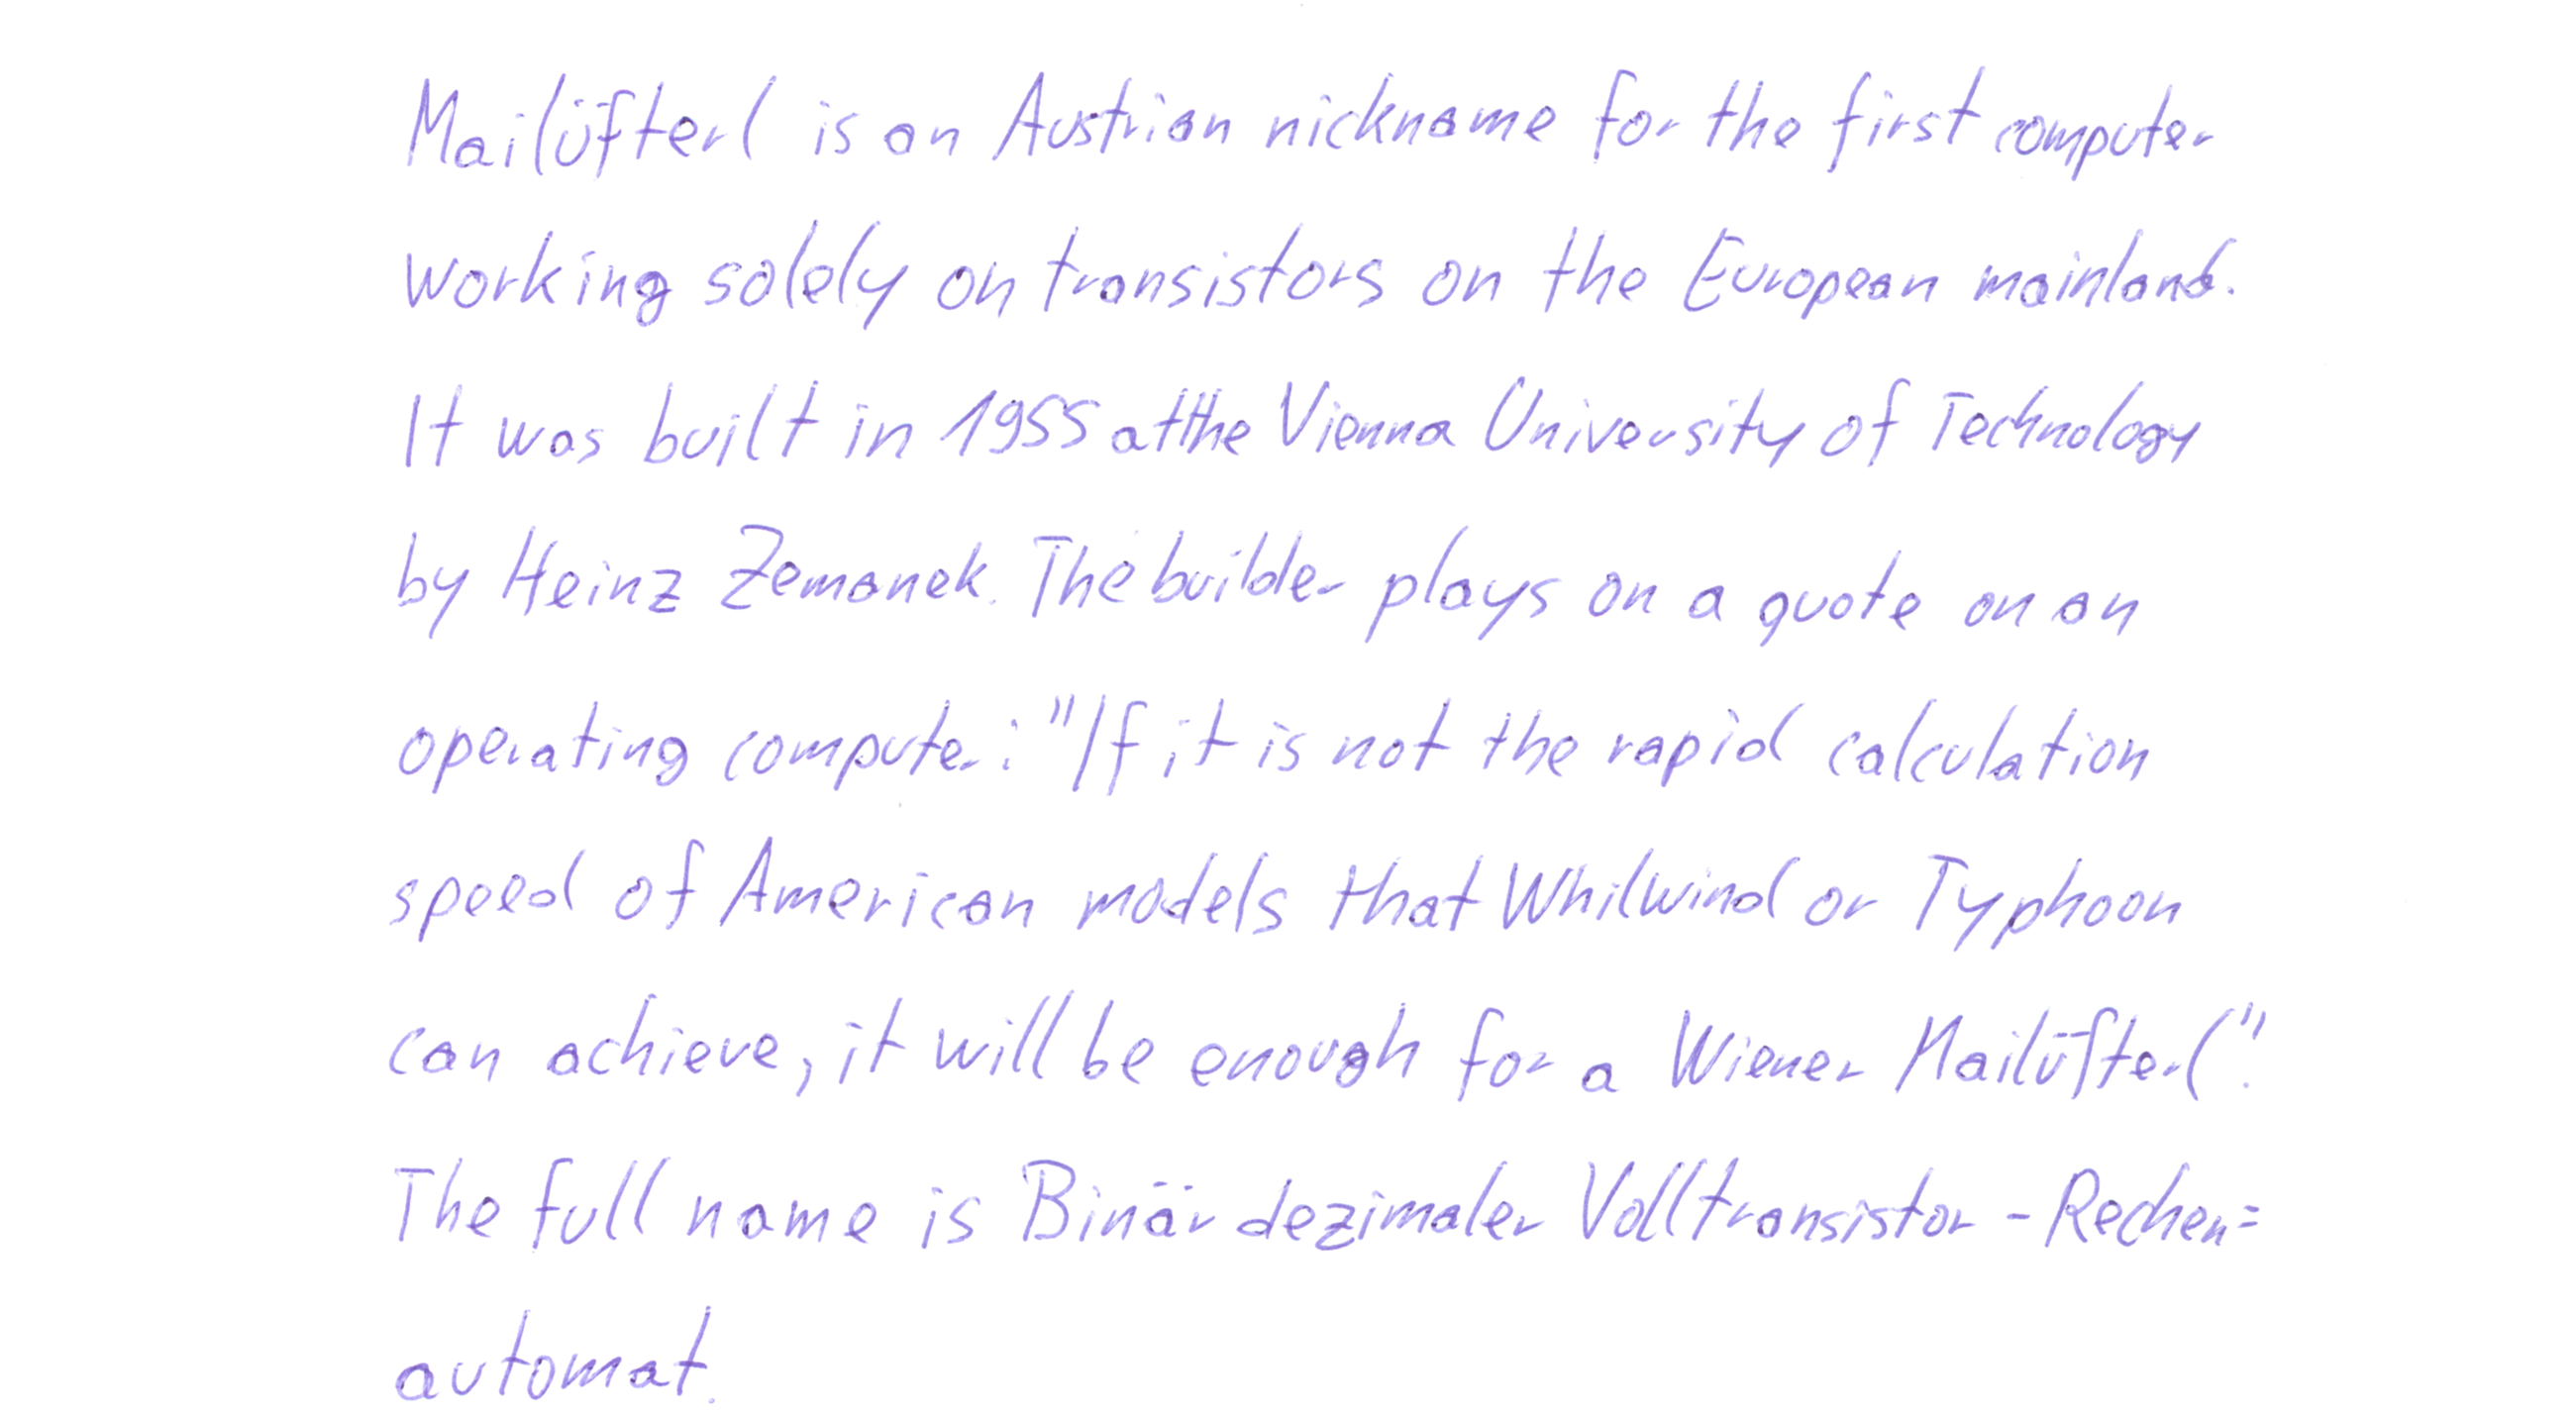 Mailüfterl is an Austrian nickname for the first computer
working solely on transistors on the European mainland.
It was built in 1955 at the Vienna University of Technology
by Heinz Zemanek. The builder plays on a quote on an
operating computer: "If it is not the rapid calculation
speed of American models that Whilwind or Typhoon
can achieve, it will be enough for a Wiener Mailüfterl".
The full name is Binär dezimaler Volltransistor-Rechen=
automat.